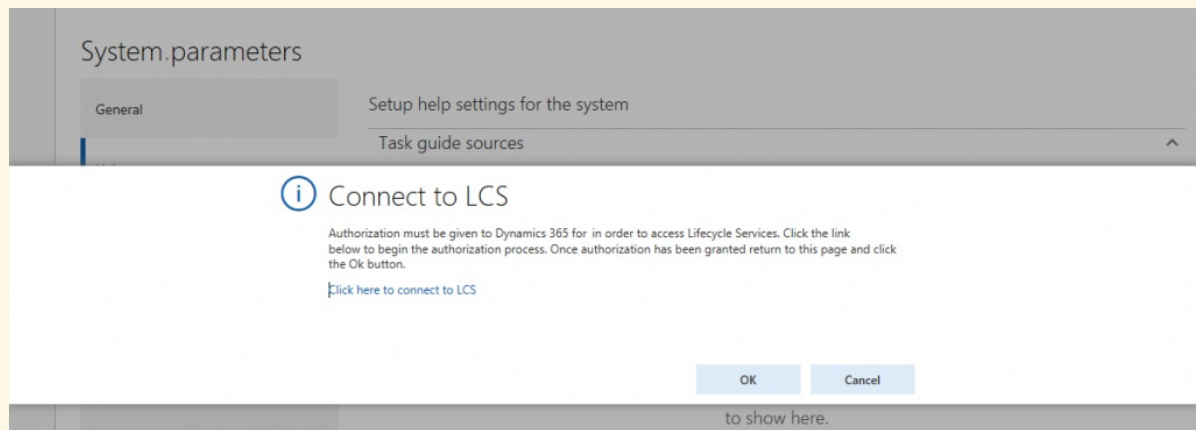 System.parameters
General
Setup help settings for the system
Task guide sources
Connect to LCS
Authorization must be given to Dynamics 365 for in order to access Lifecycle Services. Click the link
below to begin the authorization process. Once authorization has been granted return to this page and click
the Ok button.
Click here to connect to LCS
OK
Cancel
to show here.